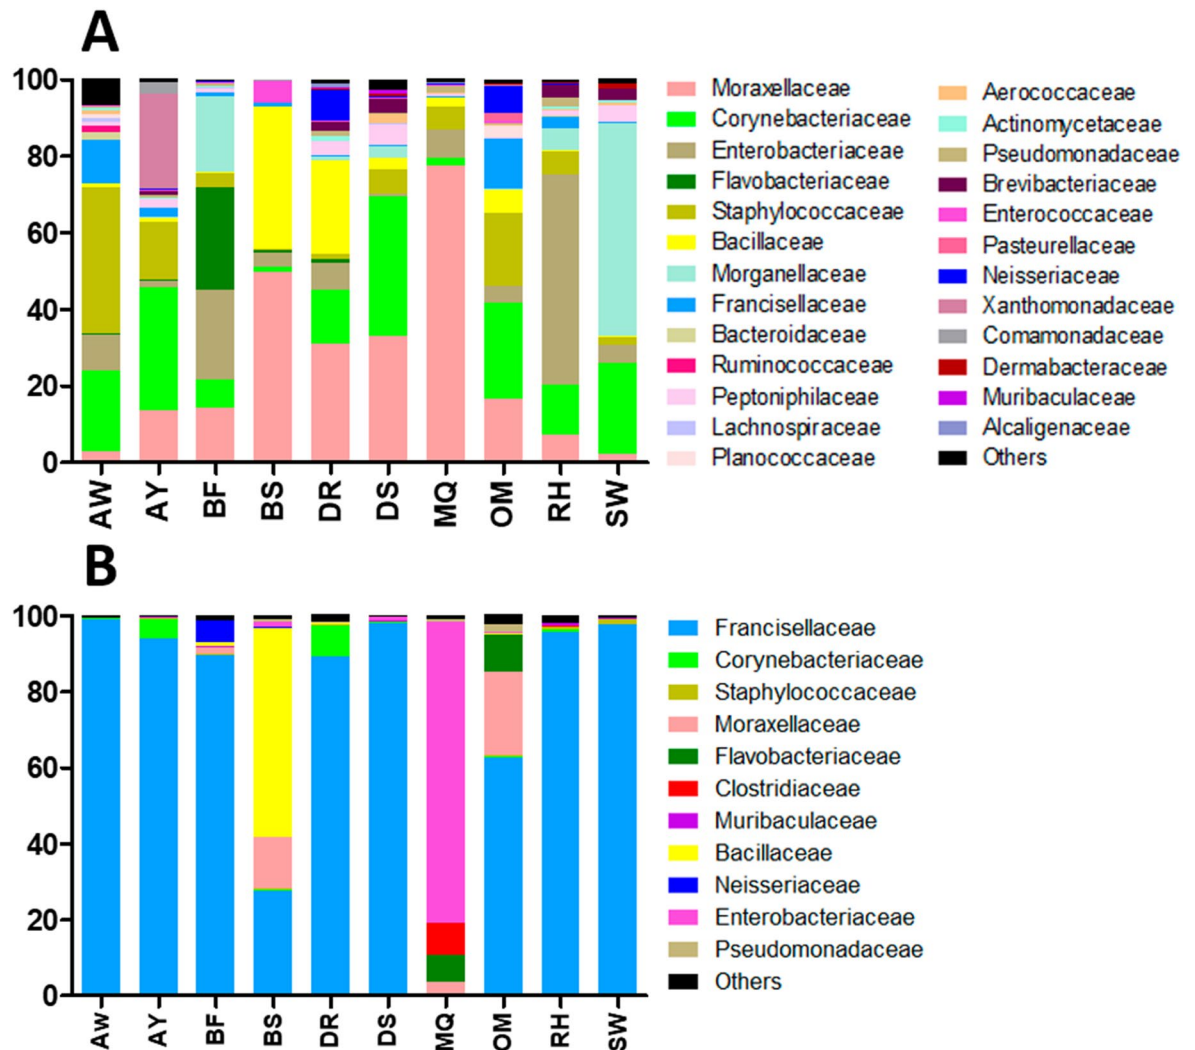 A
100
80
60
40
20
0
AW AY BF BS DR DS MQ OM RH SW
Moraxellaceae
Corynebacteriaceae
Enterobacteriaceae
Flavobacteriaceae
Staphylococcaceae
Bacillaceae
Morganellaceae
Francisellaceae
Bacteroidaceae
Ruminococcaceae
Peptoniphilaceae
Lachnospiraceae
Planococcaceae
Aerococcaceae
Actinomycetaceae
Pseudomonadaceae
Brevibacteriaceae
Enterococcaceae
Pasteurellaceae
Neisseriaceae
Xanthomonadaceae
Comamonadaceae
Dermabacteraceae
Muribaculaceae
Alcaligenaceae
Others
B
100
80
60
40
20
0
Aw AY BF BS DR DS MQ OM RH SW
Francisellaceae
Corynebacteriaceae
Staphylococcaceae
Moraxellaceae
Flavobacteriaceae
Clostridiaceae
Muribaculaceae
Bacillaceae
Neisseriaceae
Enterobacteriaceae
Pseudomonadaceae
Others